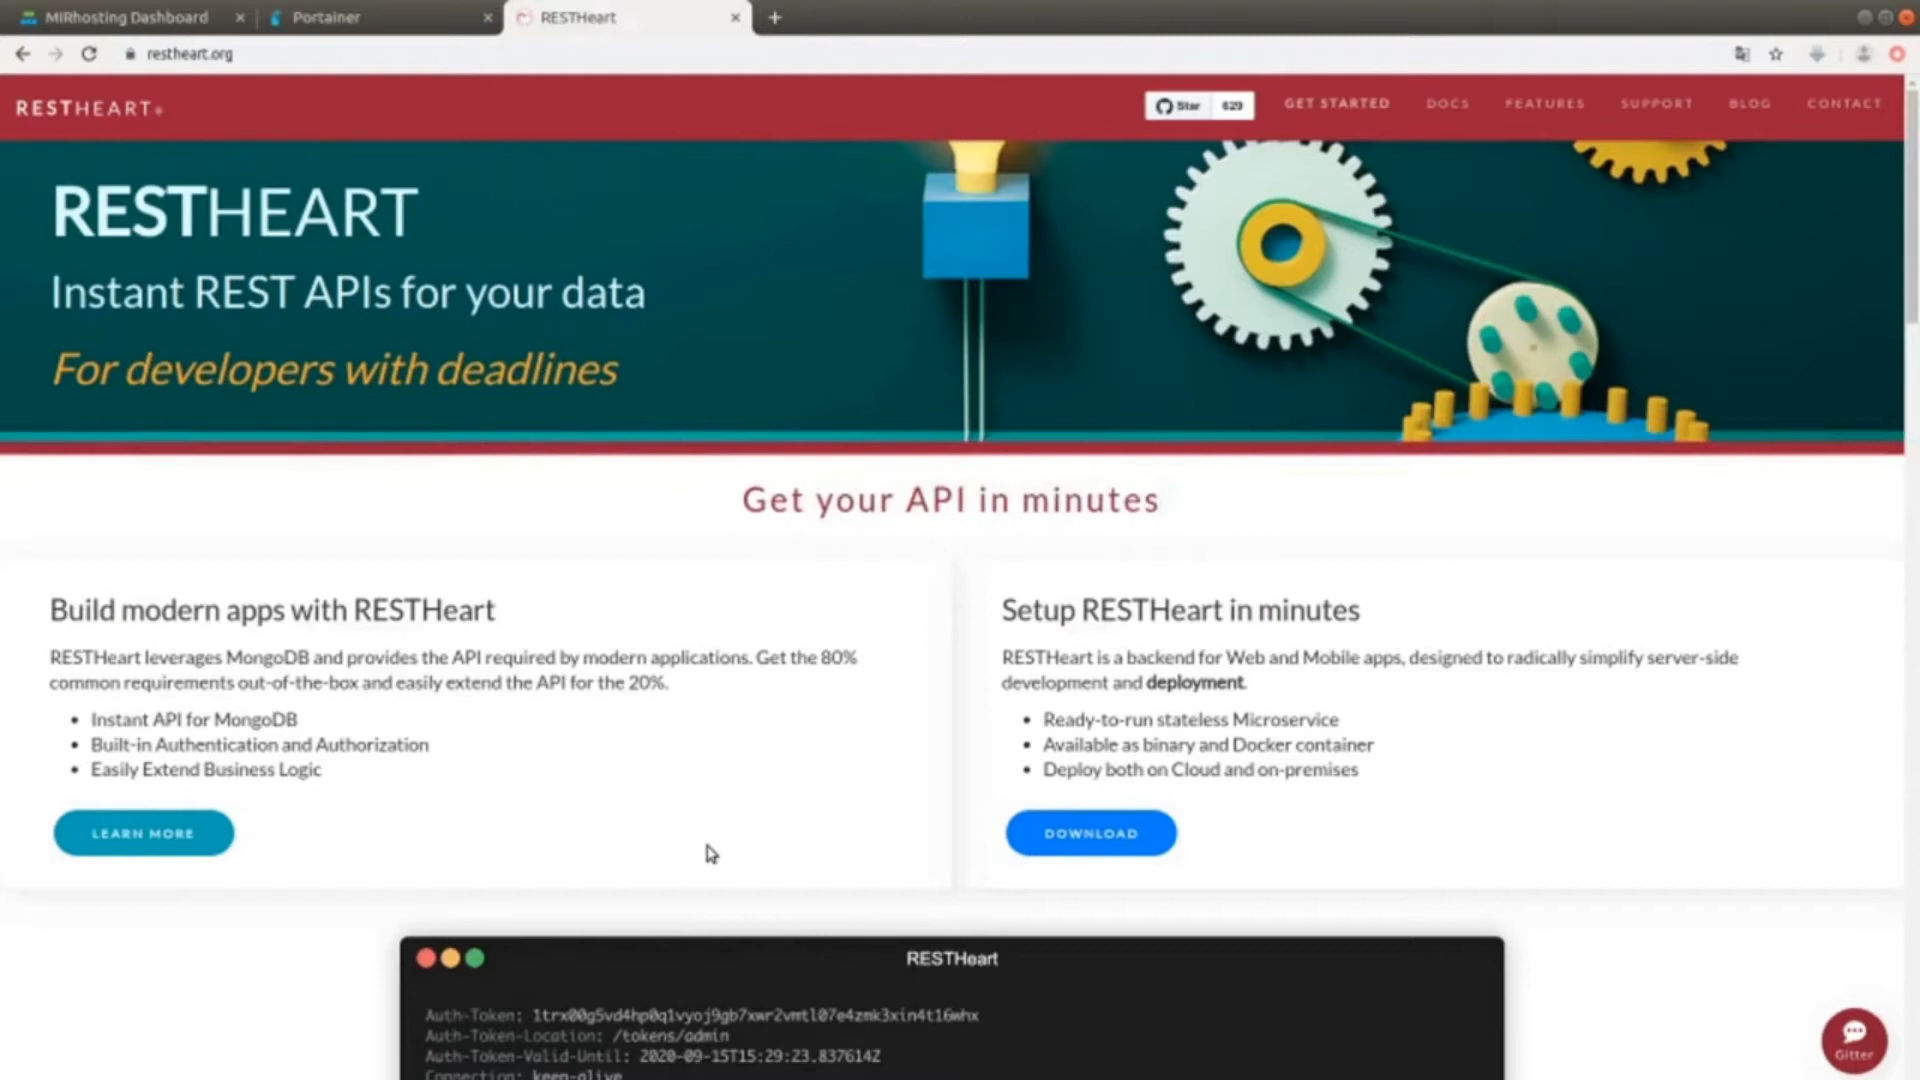 MIRhosting Dashboard
Portainer
RESTHeart
restheart.org
RESTHEART
Star 629
GET STARTED
DOCS
FEATURES
SUPPORT
BLOG
CONTACT
RESTHEART
Instant REST APIs for your data
For developers with deadlines
Get your API in minutes
Build modern apps with RESTHeart
RESTHeart leverages MongoDB and provides the API required by modern applications. Get the 80%
common requirements out-of-the-box and easily extend the API for the 20%.
• Instant API for MongoDB
• Built-in Authentication and Authorization
• Easily Extend Business Logic
LEARN MORE
Setup RESTHeart in minutes
RESTHeart is a backend for Web and Mobile apps, designed to radically simplify server-side
development and deployment.
• Ready-to-run stateless Microservice
• Available as binary and Docker container
• Deploy both on Cloud and on-premises
DOWNLOAD
RESTHeart
Auth-Token: 1trx00g5vd4hp0q1vyoj9gb7xwr2vmtl07e4zmk3xin4t16whx
Auth-Token-Location: /tokens/admin
Auth-Token-Valid-Until: 2020-09-15T15:29:23.837614Z
Connection: keep-alive
Gitter